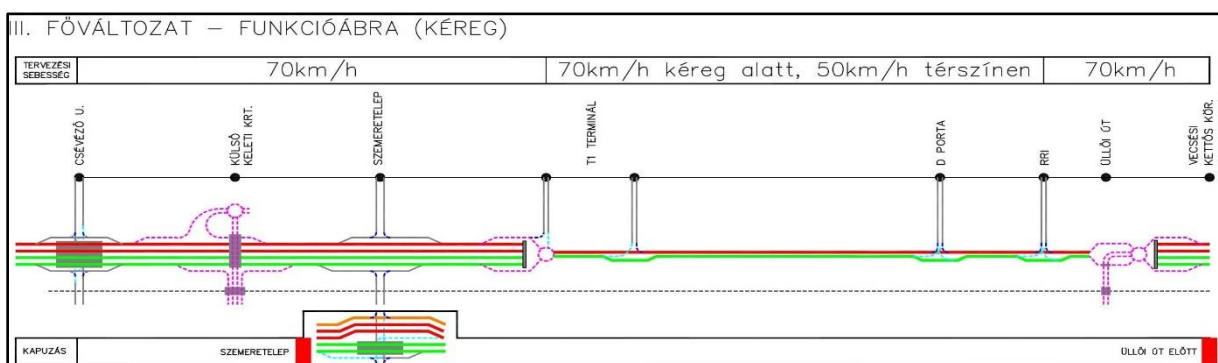 III. FŐVÁLTOZAT – FUNKCIÓÁBRA (KÉREG)
TERVEZÉSI
SEBESSÉG
70km/h
70km/h kéreg alatt, 50km/h térszínen
70km/h
CSÉVÉZŐ U.
KÜLSŐ
KELETI KRT.
SZEMERETELEP
T1 TERMINÁL
D PORTA
RRI
ÜLLŐI ÚT
VECSÉSI
KETTŐS KÖR.
KAPUZÁS
SZEMERETELEP
ÜLLŐI ÚT ELŐTT